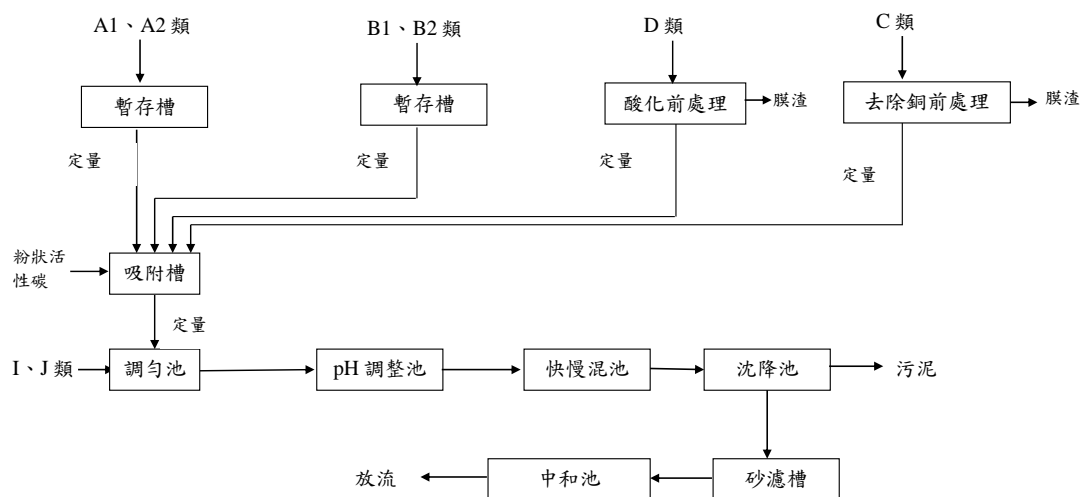 A1、A2 類
B1、B2 類
D 類
C 類
暫存槽
暫存槽
酸化前處理
膜渣
去除銅前處理
膜渣
定量
定量
定量
定量
粉狀活
性碳
吸附槽
定量
I、J 類
調勻池
pH 調整池
快慢混池
沈降池
污泥
放流
中和池
砂濾槽